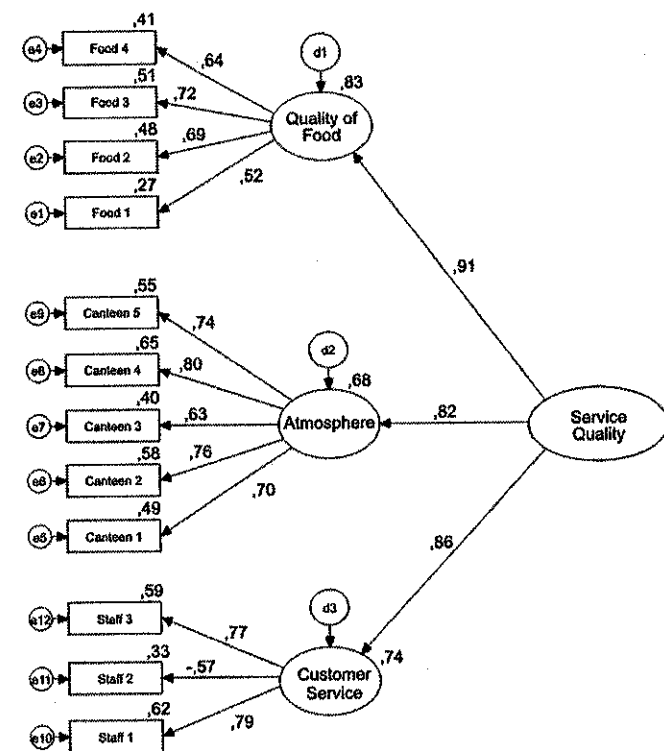 ,41
e4
Food 4
,64
d1
,83
,51
e3
Food 3
,72
Quality of
Food
,48
e2
Food 2
,69
,27
e1
Food 1
,52
,91
,55
e9
Canteen 5
,74
,65
e8
Canteen 4
,80
d2
,68
,40
e7
Canteen 3
,63
Atmosphere
,82
Service
Quality
,58
e6
Canteen 2
,76
,49
e5
Canteen 1
,70
,86
,59
e12
Staff 3
,77
d3
,74
,33
e11
Staff 2
-,57
Customer
Service
,62
e10
Staff 1
,79